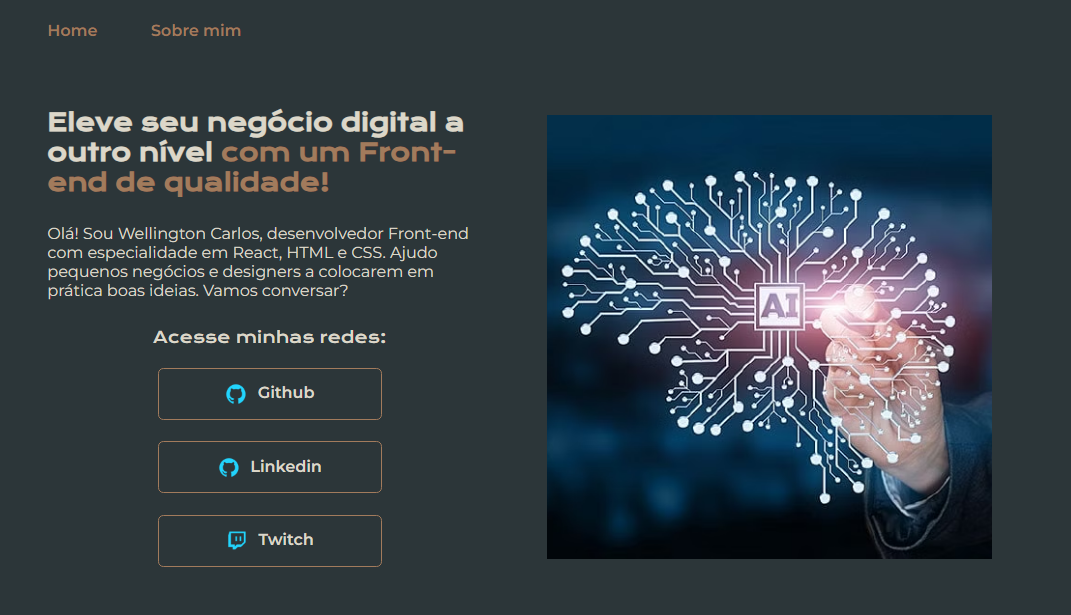 Home Sobre mim
Eleve seu negócio digital a
outro nível com um Front-
end de qualidade!
Olá! Sou Wellington Carlos, desenvolvedor Front-end
com especialidade em React, HTML e CSS. Ajudo
pequenos negócios e designers a colocarem em
prática boas ideias. Vamos conversar?
Acesse minhas redes:
Github
Linkedin
Twitch
AI